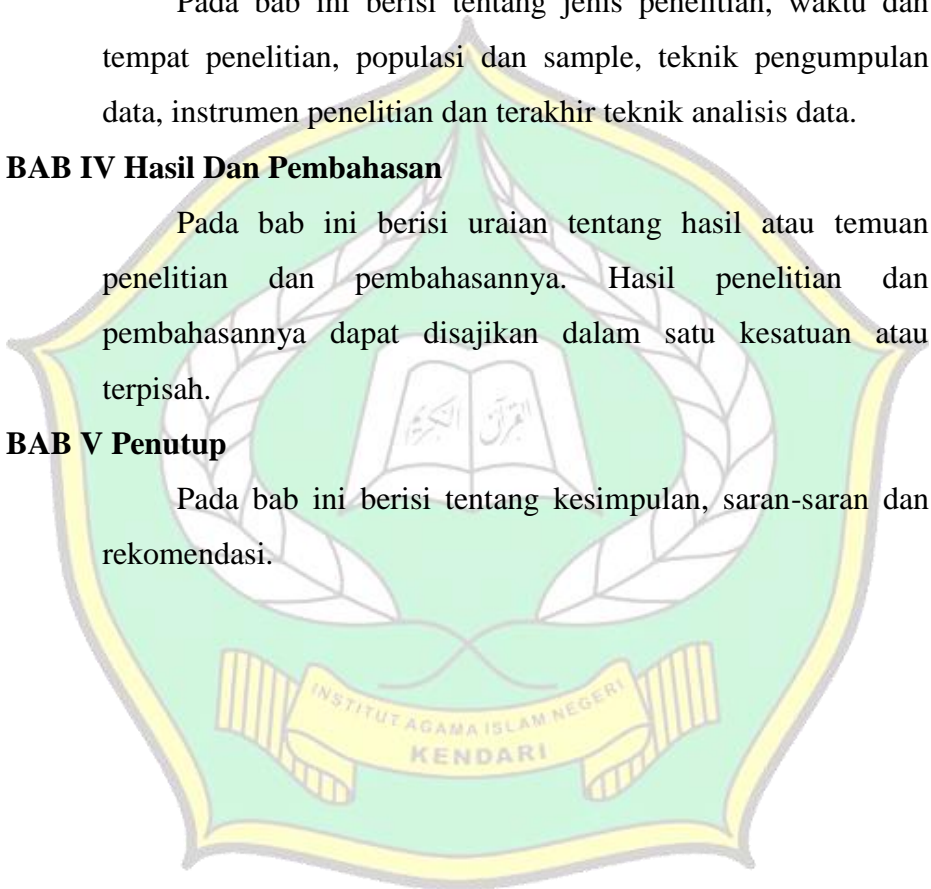 Pada bab ini berisi tentang jenis penelitian, waktu dan
tempat penelitian, populasi dan sample, teknik pengumpulan
data, instrumen penelitian dan terakhir teknik analisis data.
BAB IV Hasil Dan Pembahasan
Pada bab ini berisi uraian tentang hasil atau temuan
penelitian dan pembahasannya. Hasil penelitian dan
pembahasannya dapat disajikan dalam satu kesatuan atau
terpisah.
القرآن الكريم
BAB V Penutup
Pada bab ini berisi tentang kesimpulan, saran-saran dan
rekomendasi.
INSTITUT AGAMA ISLAM NEGERI
KENDARI